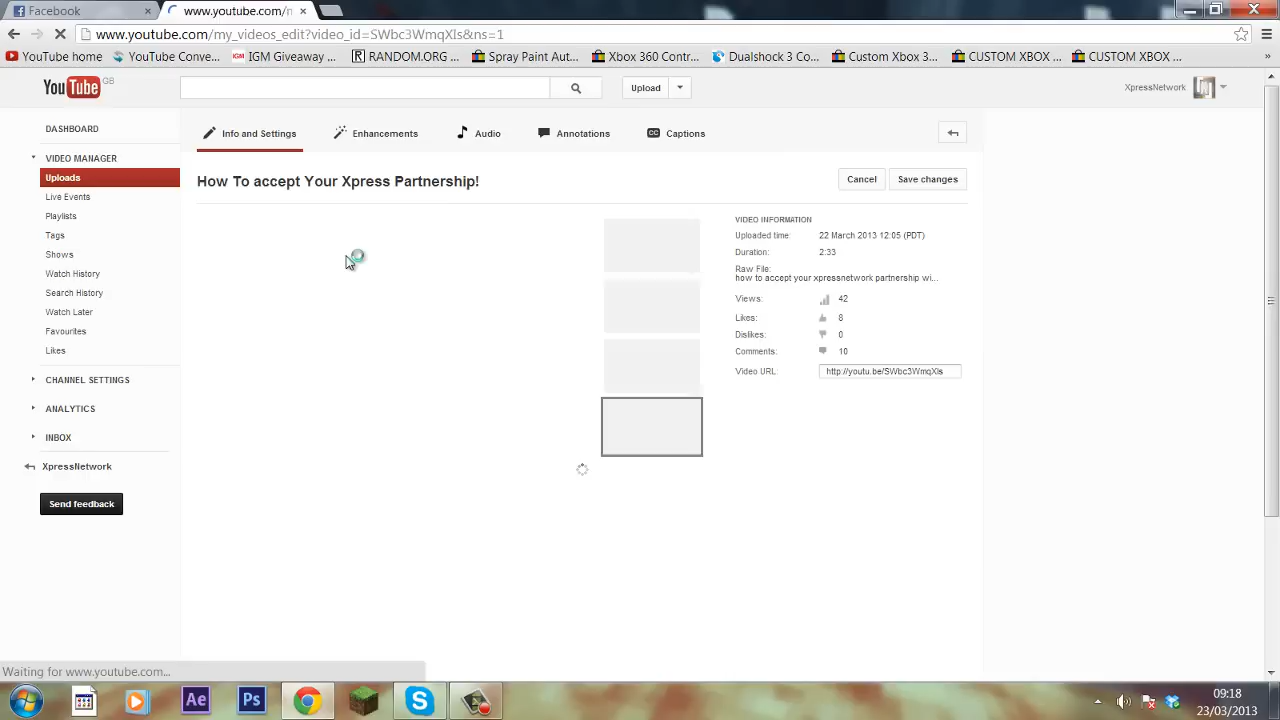 Facebook
www.youtube.com/n
www.youtube.com/my_videos_edit?video_id=SWbc3WmqXls&ns=1
YouTube home
YouTube Conve...
IGM Giveaway ...
RANDOM.ORG ...
Spray Paint Aut...
Xbox 360 Contr...
Dualshock 3 Co...
Custom Xbox 3...
CUSTOM XBOX ...
CUSTOM XBOX ...
YouTube GB
Upload
XpressNetwork
DASHBOARD
VIDEO MANAGER
Uploads
Live Events
Playlists
Tags
Shows
Watch History
Search History
Watch Later
Favourites
Likes
CHANNEL SETTINGS
ANALYTICS
INBOX
XpressNetwork
Send feedback
Info and Settings
Enhancements
Audio
Annotations
CC Captions
How To accept Your Xpress Partnership!
Cancel
Save changes
VIDEO INFORMATION
Uploaded time: 22 March 2013 12:05 (PDT)
Duration: 2:33
Raw File:
how to accept your xpressnetwork partnership wi...
Views: 42
Likes: 8
Dislikes: 0
Comments: 10
Video URL: http://youtu.be/SWbc3WmqXls
Waiting for www.youtube.com...
Ae
Ps
09:18
23/03/2013